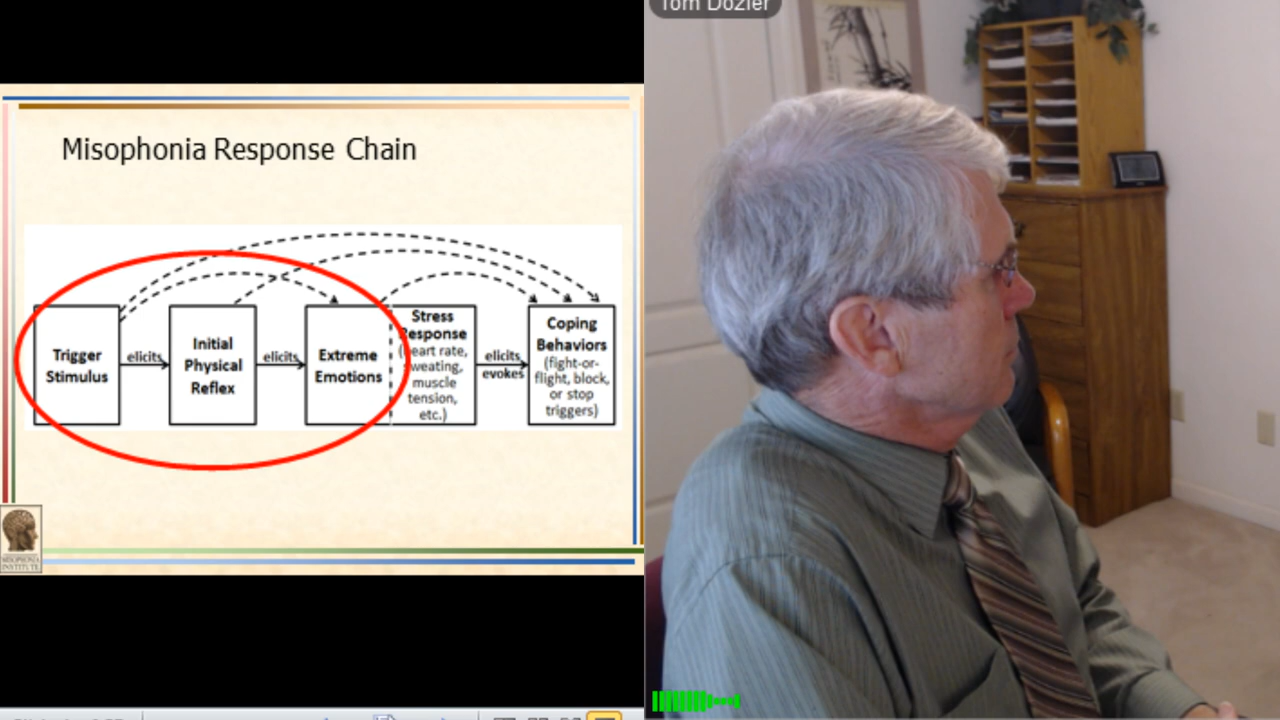 Tom Dozier
Misophonia Response Chain
Trigger
Stimulus
elicits
Initial
Physical
Reflex
elicits
Extreme
Emotions
Stress
Response
(heart rate,
sweating,
muscle
tension,
etc.)
elicits
evokes
Coping
Behaviors
(fight-or-
flight, block,
or stop
triggers)
MISOPHONIA
INSTITUTE